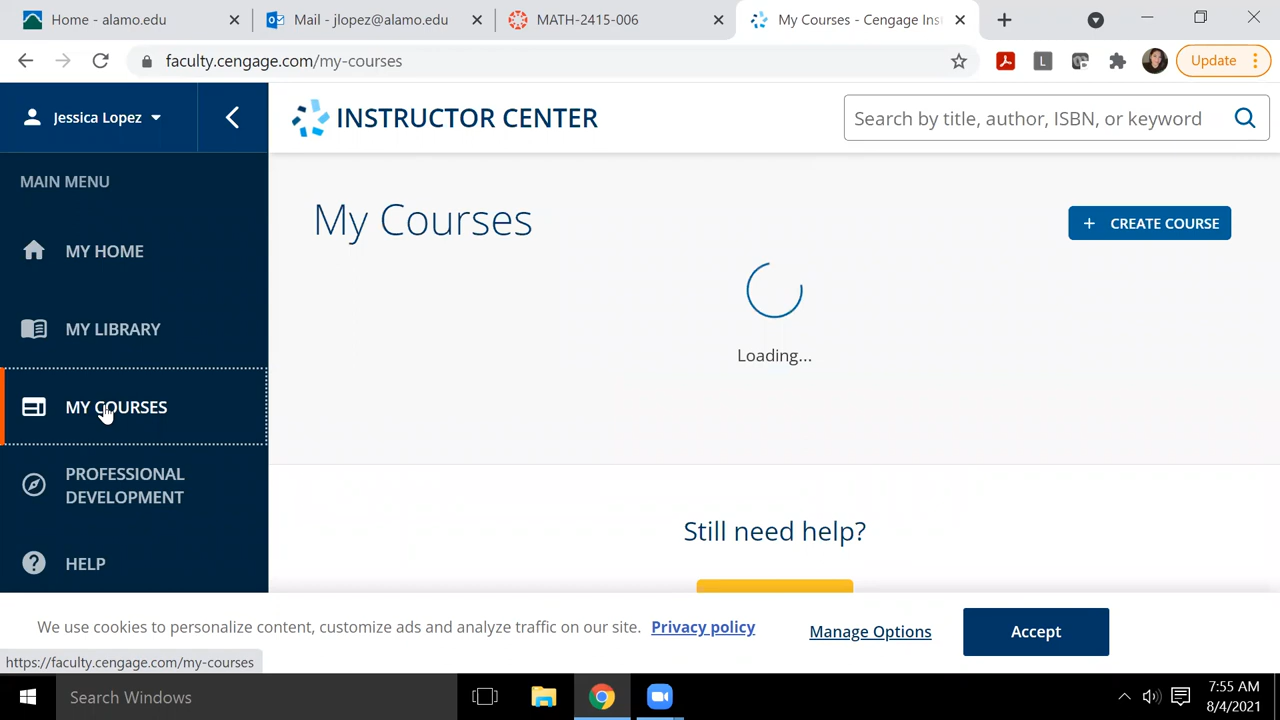 Home - alamo.edu
Mail - jlopez@alamo.edu
MATH-2415-006
My Courses - Cengage Ins
faculty.cengage.com/my-courses
L
Update
Jessica Lopez
INSTRUCTOR CENTER
Search by title, author, ISBN, or keyword
MAIN MENU
MY HOME
MY LIBRARY
MY COURSES
PROFESSIONAL
DEVELOPMENT
HELP
My Courses
+ CREATE COURSE
Loading...
Still need help?
We use cookies to personalize content, customize ads and analyze traffic on our site. Privacy policy
Manage Options
Accept
https://faculty.cengage.com/my-courses
Search Windows
7:55 AM
8/4/2021